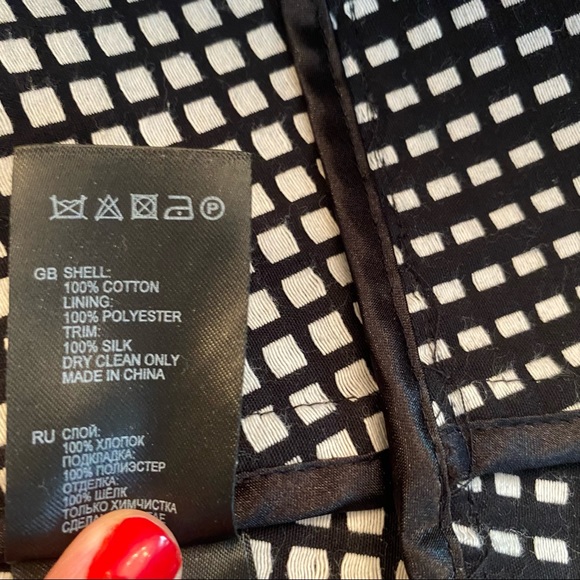 P
GB SHELL:
100% COTTON
LINING:
100% POLYESTER
TRIM:
100% SILK
DRY CLEAN ONLY
MADE IN CHINA
RU СЛОЙ:
100% ХЛОПОК
ПОДКЛАДКА:
100% ПОЛИЭСТЕР
ОТДЕЛКА:
100% ШЁЛК
ТОЛЬКО ХИМЧИСТКА